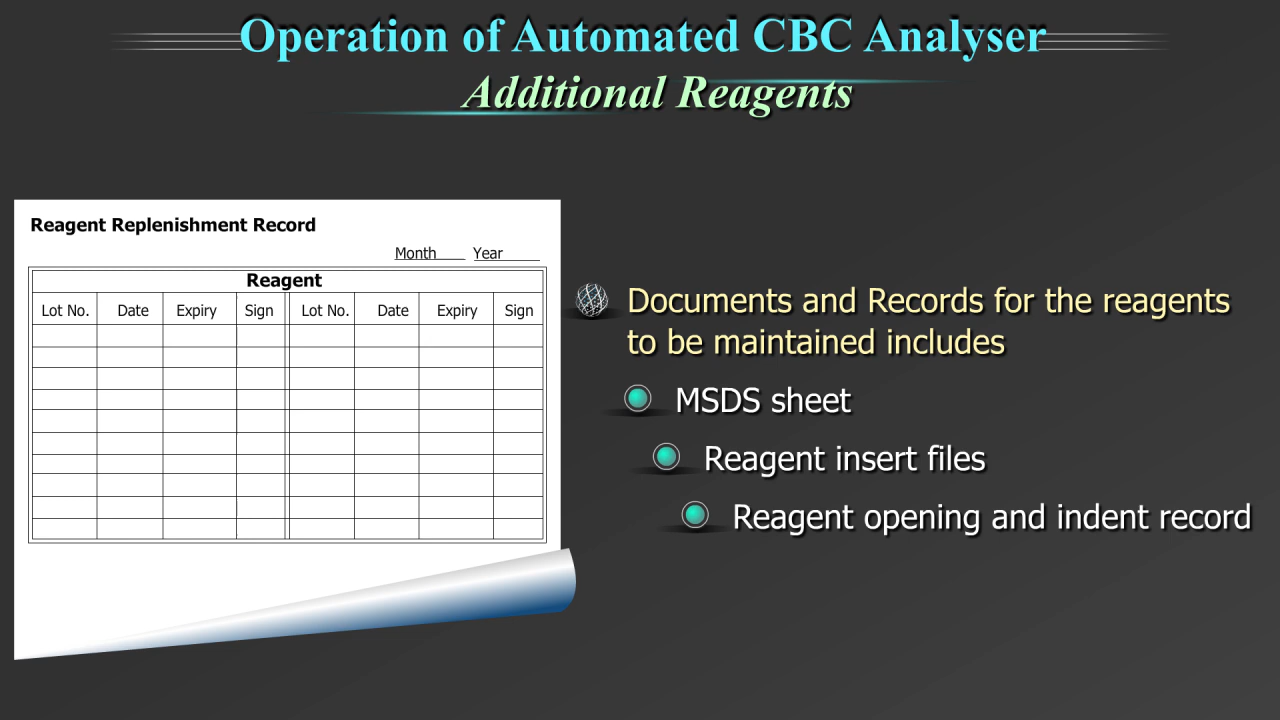 Operation of Automated CBC Analyser
Additional Reagents
Reagent Replenishment Record
Month Year
Reagent
Lot No. Date Expiry Sign Lot No. Date Expiry Sign
Documents and Records for the reagents
to be maintained includes
MSDS sheet
Reagent insert files
Reagent opening and indent record